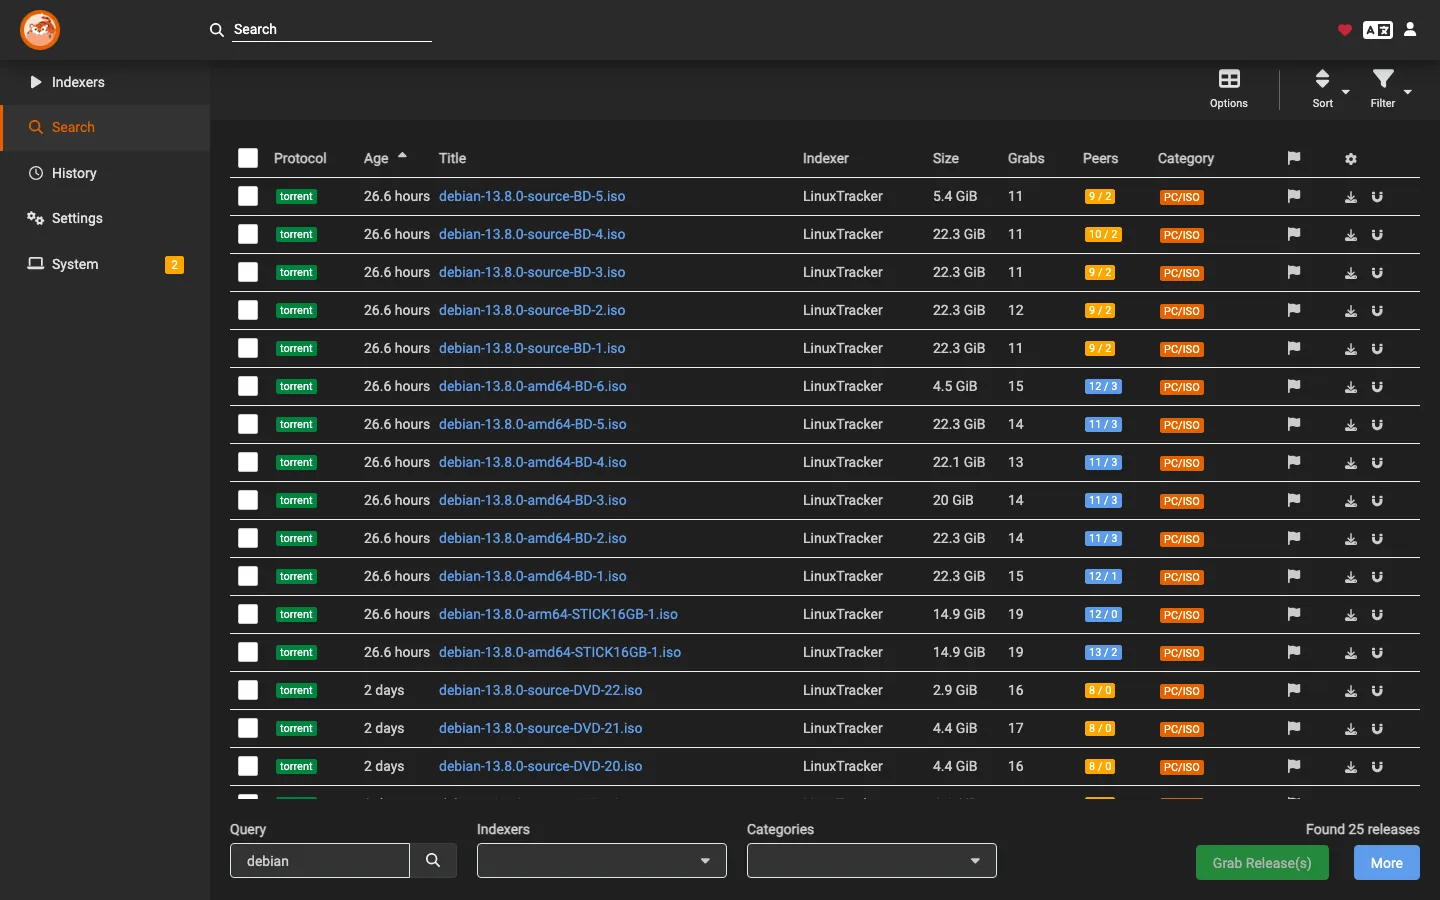 Search
Indexers
Search
History
Settings
System 2
Options Sort Filter
Protocol Age Title Indexer Size Grabs Peers Category
torrent 26.6 hours debian-13.8.0-source-BD-5.iso LinuxTracker 5.4 GiB 11 9 / 2 PC/ISO
torrent 26.6 hours debian-13.8.0-source-BD-4.iso LinuxTracker 22.3 GiB 11 10 / 2 PC/ISO
torrent 26.6 hours debian-13.8.0-source-BD-3.iso LinuxTracker 22.3 GiB 11 9 / 2 PC/ISO
torrent 26.6 hours debian-13.8.0-source-BD-2.iso LinuxTracker 22.3 GiB 12 9 / 2 PC/ISO
torrent 26.6 hours debian-13.8.0-source-BD-1.iso LinuxTracker 22.3 GiB 11 9 / 2 PC/ISO
torrent 26.6 hours debian-13.8.0-amd64-BD-6.iso LinuxTracker 4.5 GiB 15 12 / 3 PC/ISO
torrent 26.6 hours debian-13.8.0-amd64-BD-5.iso LinuxTracker 22.3 GiB 14 11 / 3 PC/ISO
torrent 26.6 hours debian-13.8.0-amd64-BD-4.iso LinuxTracker 22.1 GiB 13 11 / 3 PC/ISO
torrent 26.6 hours debian-13.8.0-amd64-BD-3.iso LinuxTracker 20 GiB 14 11 / 3 PC/ISO
torrent 26.6 hours debian-13.8.0-amd64-BD-2.iso LinuxTracker 22.3 GiB 14 11 / 3 PC/ISO
torrent 26.6 hours debian-13.8.0-amd64-BD-1.iso LinuxTracker 22.3 GiB 15 12 / 1 PC/ISO
torrent 26.6 hours debian-13.8.0-arm64-STICK16GB-1.iso LinuxTracker 14.9 GiB 19 12 / 0 PC/ISO
torrent 26.6 hours debian-13.8.0-amd64-STICK16GB-1.iso LinuxTracker 14.9 GiB 19 13 / 2 PC/ISO
torrent 2 days debian-13.8.0-source-DVD-22.iso LinuxTracker 2.9 GiB 16 8 / 0 PC/ISO
torrent 2 days debian-13.8.0-source-DVD-21.iso LinuxTracker 4.4 GiB 17 8 / 0 PC/ISO
torrent 2 days debian-13.8.0-source-DVD-20.iso LinuxTracker 4.4 GiB 16 8 / 0 PC/ISO
Query Indexers Categories Found 25 releases
debian Grab Release(s) More